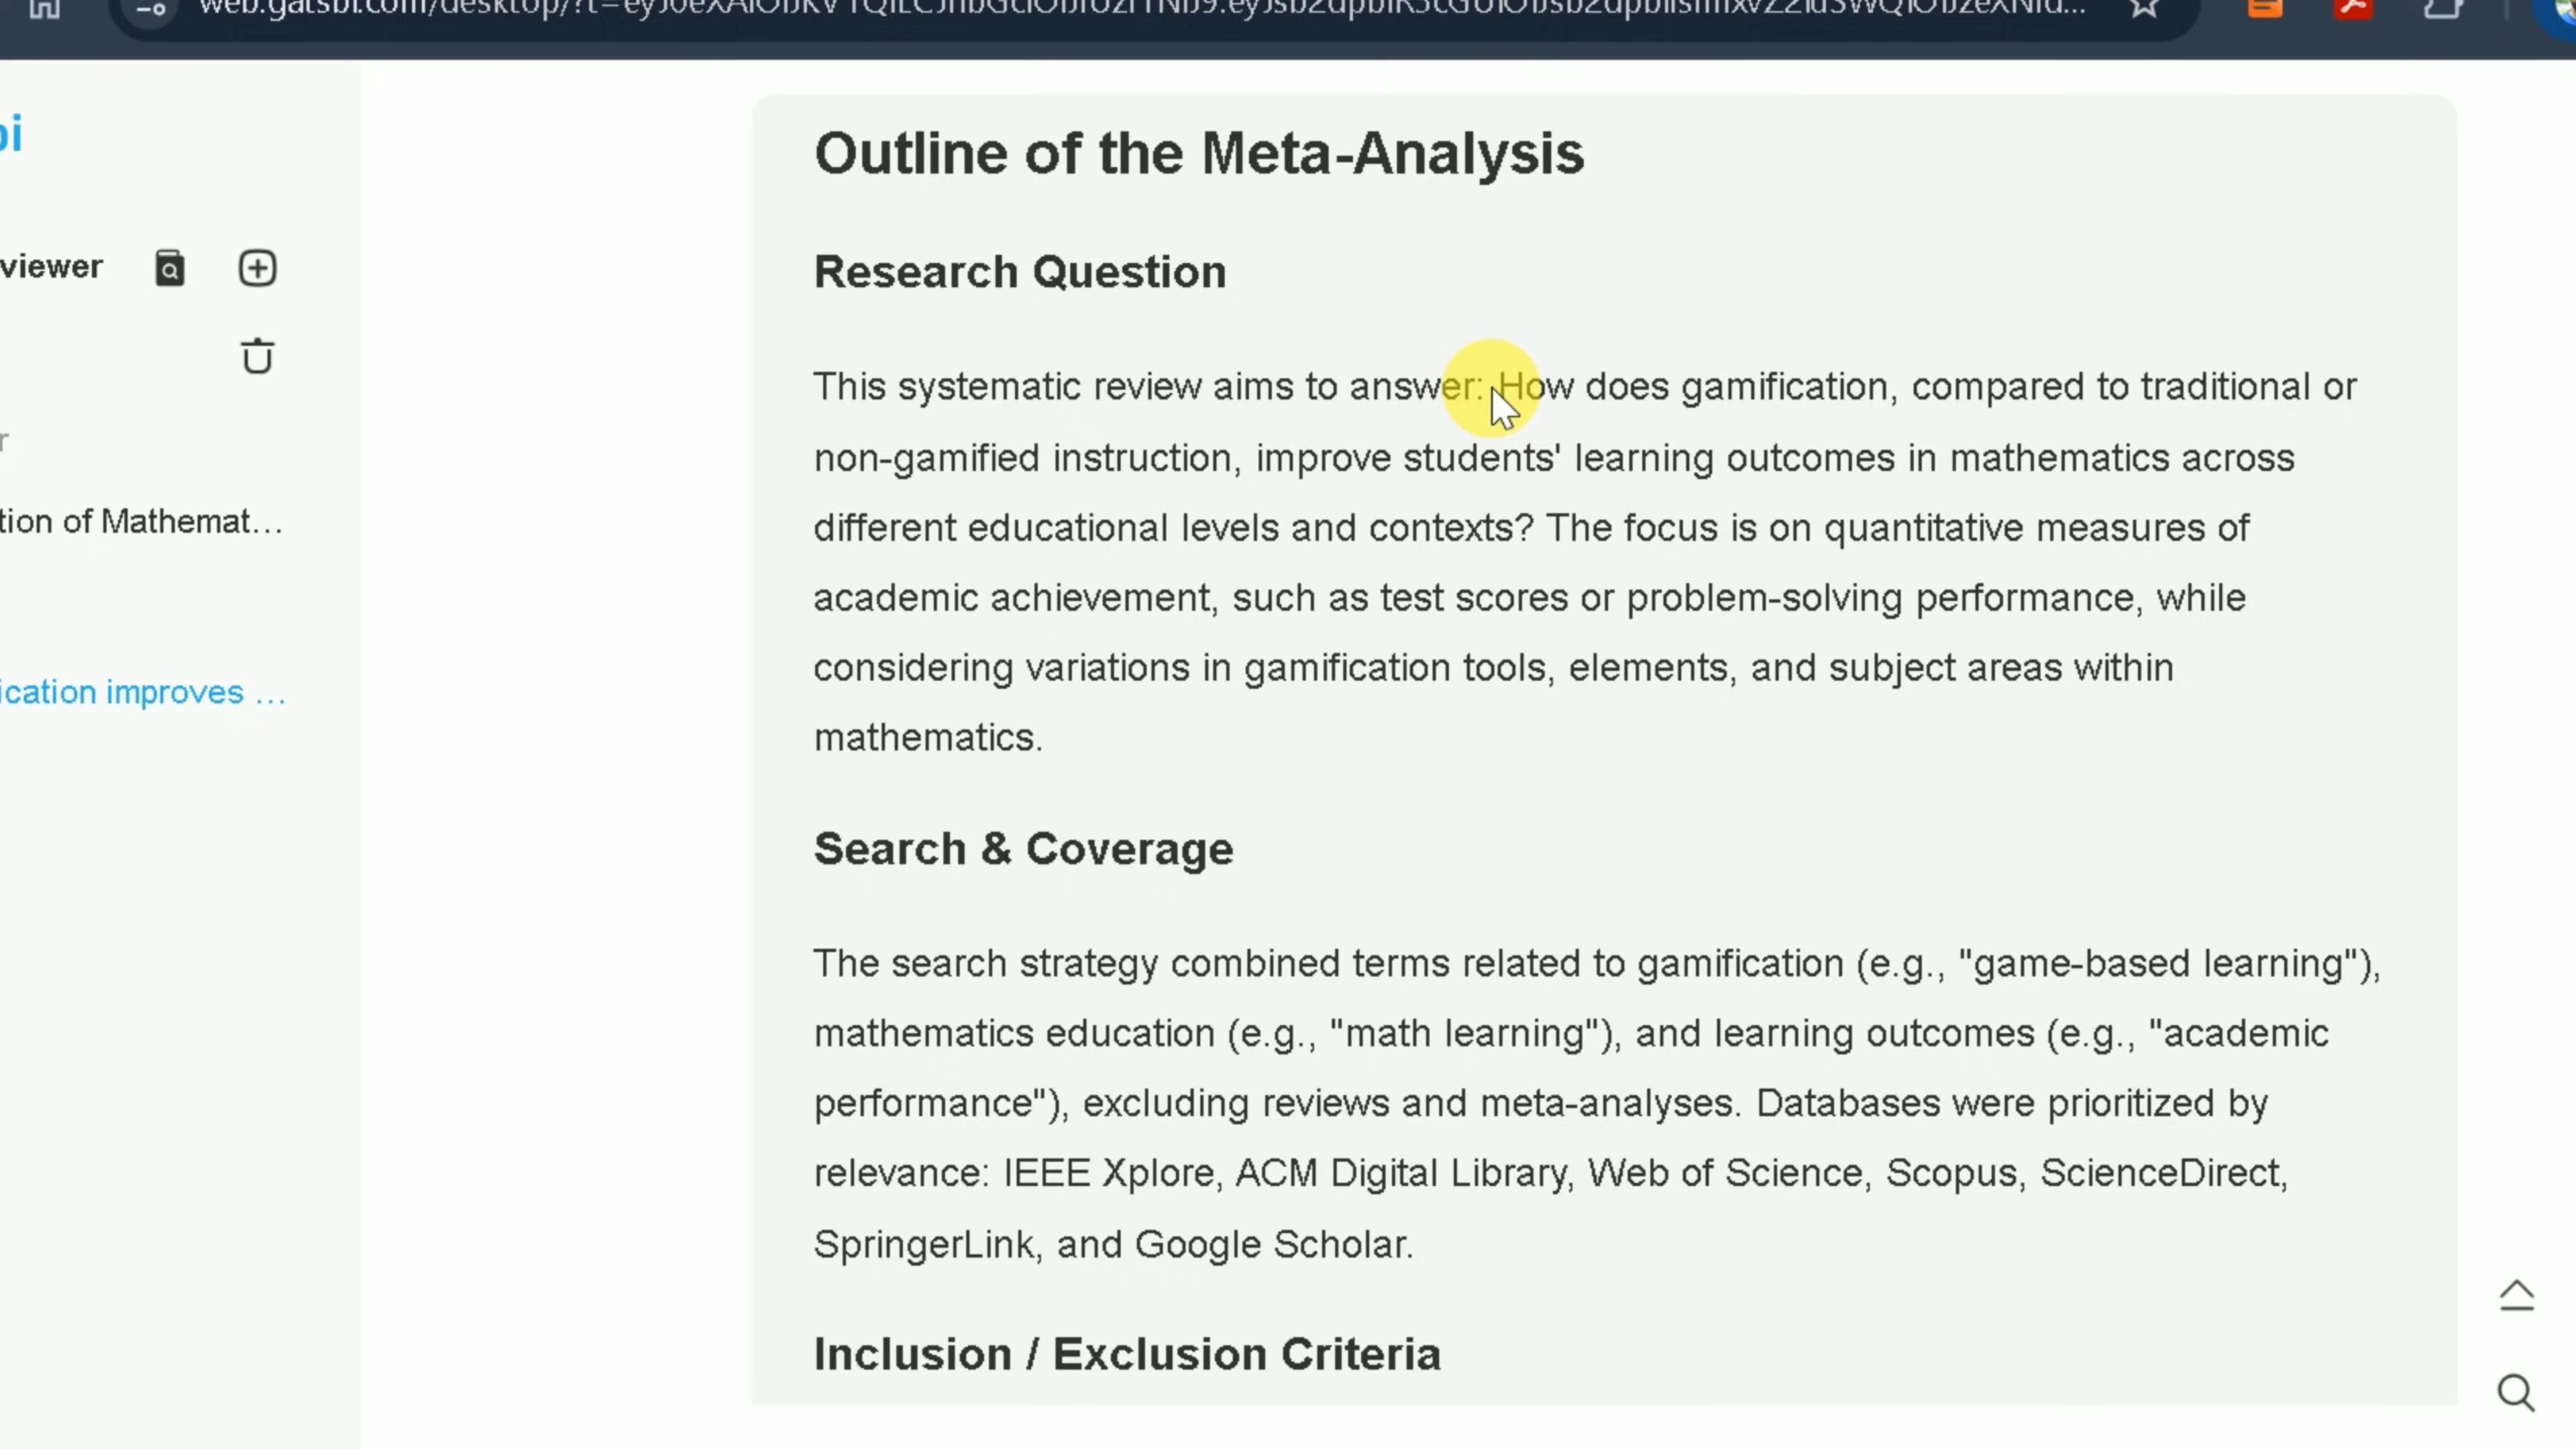 Outline of the Meta-Analysis
Research Question
This systematic review aims to answer: How does gamification, compared to traditional or
non-gamified instruction, improve students' learning outcomes in mathematics across
different educational levels and contexts? The focus is on quantitative measures of
academic achievement, such as test scores or problem-solving performance, while
considering variations in gamification tools, elements, and subject areas within
mathematics.
Search & Coverage
The search strategy combined terms related to gamification (e.g., "game-based learning"),
mathematics education (e.g., "math learning"), and learning outcomes (e.g., "academic
performance"), excluding reviews and meta-analyses. Databases were prioritized by
relevance: IEEE Xplore, ACM Digital Library, Web of Science, Scopus, ScienceDirect,
SpringerLink, and Google Scholar.
Inclusion / Exclusion Criteria
bi
viewer
r
tion of Mathemat...
ication improves ...